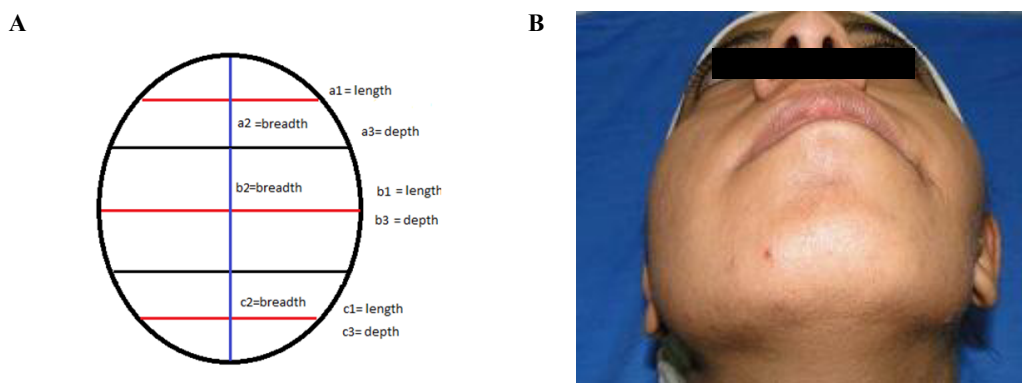 A
B
a1 = length
a2 =breadth
a3= depth
b2=breadth
b1 = length
b3 = depth
c2=breadth
c1= length
c3= depth